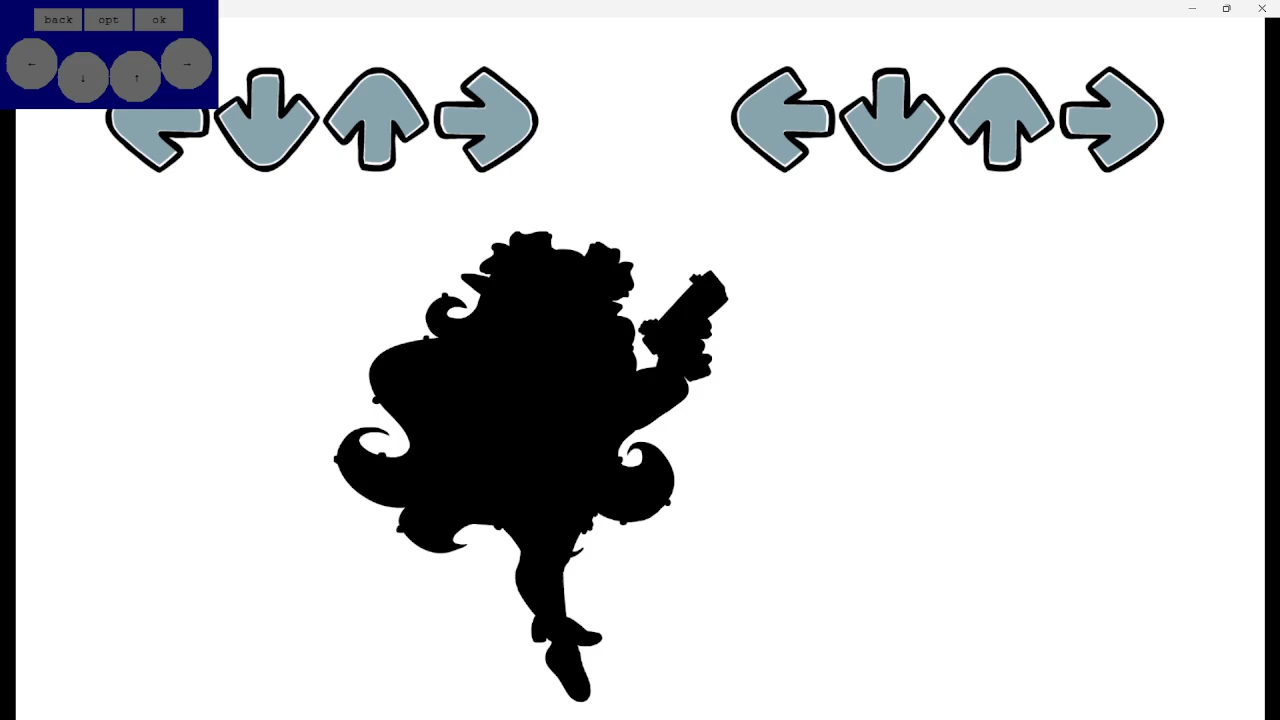 back opt ok
← ↓ ↑ →